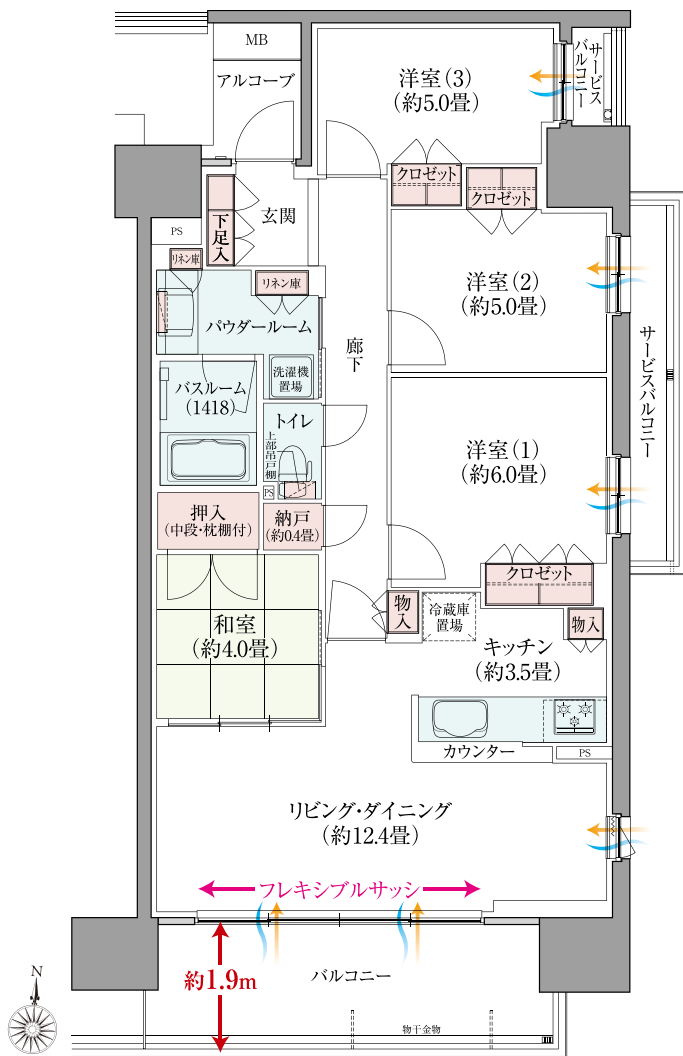 MB
アルコーブ
洋室（3）
（約5.0畳）
サービス
バルコニー
クロゼット
クロゼット
玄関
下足入
PS
リネン庫
リネン庫
パウダールーム
洋室（2）
（約5.0畳）
廊下
サービスバルコニー
洗濯機
置場
バスルーム
（1418）
トイレ
上部吊戸棚
PS
洋室（1）
（約6.0畳）
押入
（中段・枕棚付）
納戸
（約0.4畳）
クロゼット
物入
冷蔵庫
置場
物入
和室
（約4.0畳）
キッチン
（約3.5畳）
カウンター
PS
リビング・ダイニング
（約12.4畳）
フレキシブルサッシ
約1.9m
バルコニー
物干金物
N